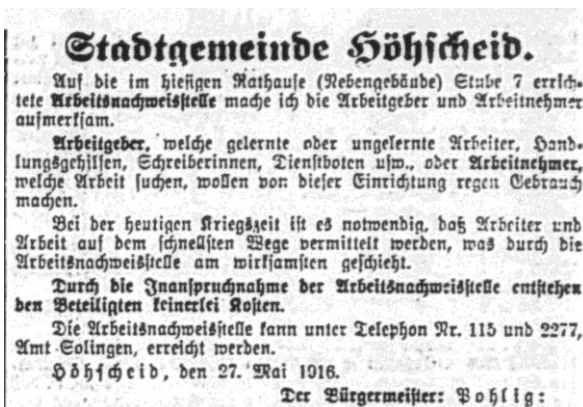 Stadtgemeinde Höhscheid.
Auf die im hiesigen Rathause (Nebengebäude) Stube 7 errich-
tete Arbeitsnachweisstelle mache ich die Arbeitgeber und Arbeitnehmer
aufmerksam.
Arbeitgeber, welche gelernte oder ungelernte Arbeiter, Hand-
lungsgehilfen, Schreiberinnen, Dienstboten usw., oder Arbeitnehmer,
welche Arbeit suchen, wollen von dieser Einrichtung regen Gebrauch
machen.
Bei der heutigen Kriegszeit ist es notwendig, daß Arbeiter und
Arbeit auf dem schnellsten Wege vermittelt werden, was durch die
Arbeitsnachweisstelle am wirksamsten geschieht.
Durch die Inanspruchnahme der Arbeitsnachweisstelle entstehen
den Beteiligten keinerlei Kosten.
Die Arbeitsnachweisstelle kann unter Telephon Nr. 115 und 2277,
Amt Solingen, erreicht werden.
Höhscheid, den 27. Mai 1916.
Der Bürgermeister: Pohlig: